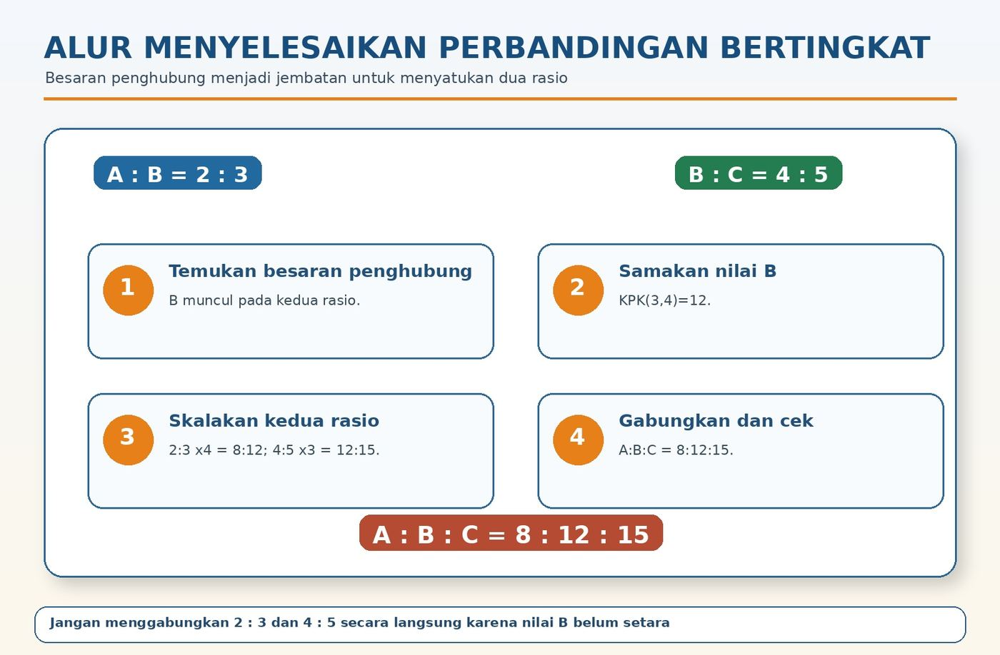 ALUR MENYELESAIKAN PERBANDINGAN BERTINGKAT
Besaran penghubung menjadi jembatan untuk menyatukan dua rasio
A : B = 2 : 3
B : C = 4 : 5
1
Temukan besaran penghubung
B muncul pada kedua rasio.
2
Samakan nilai B
KPK(3,4)=12.
3
Skalakan kedua rasio
2:3 x4 = 8:12; 4:5 x3 = 12:15.
4
Gabungkan dan cek
A:B:C = 8:12:15.
A : B : C = 8 : 12 : 15
Jangan menggabungkan 2 : 3 dan 4 : 5 secara langsung karena nilai B belum setara